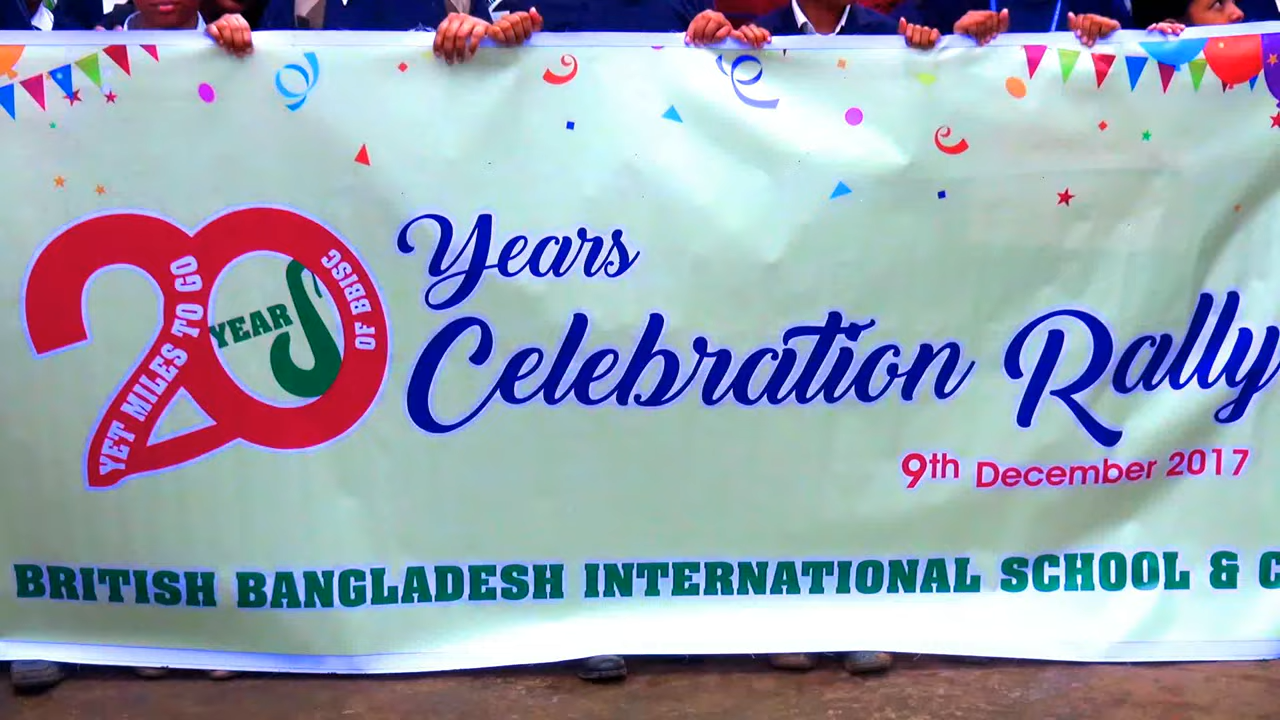 20
YET MILES TO GO
YEARS
OF BBISC
Years
Celebration Rally
9th December 2017
BRITISH BANGLADESH INTERNATIONAL SCHOOL & C